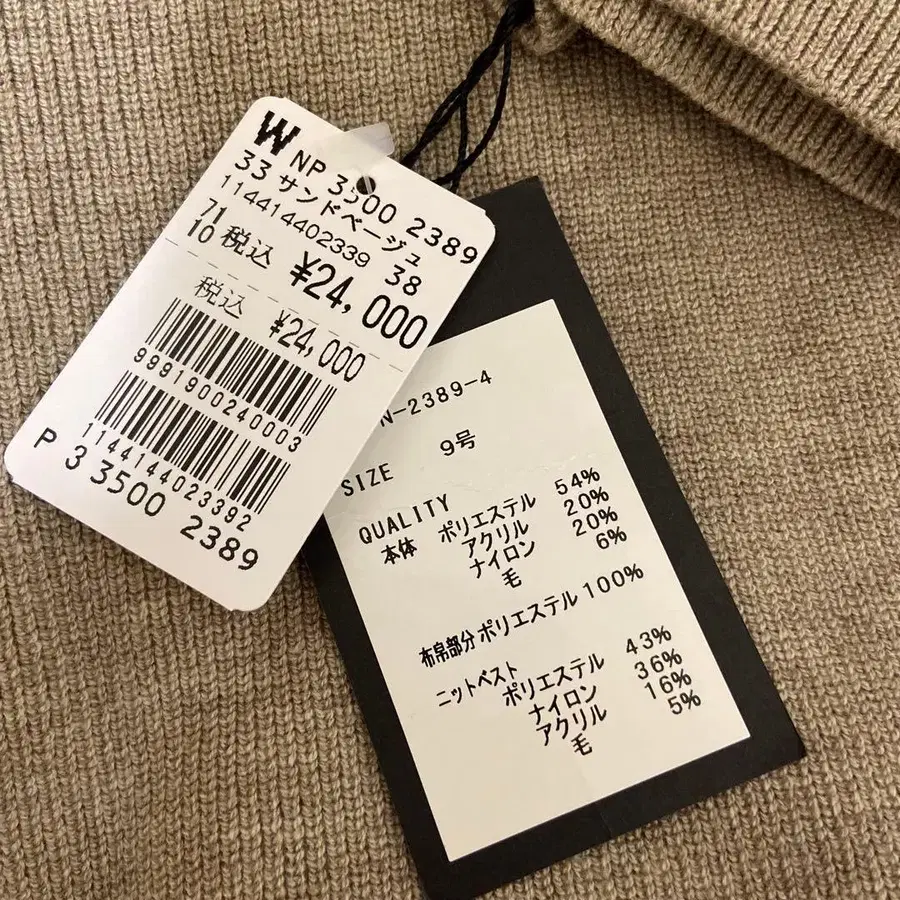 W NP 3500 2389
33 サンドベージュ
114414402339 38
71
10 税込 ¥24,000
税込 ¥24,000
9991900240003
1144144023392
P 33500 2389
N-2389-4
SIZE 9号
QUALITY
本体 ポリエステル 54%
アクリル 20%
ナイロン 20%
毛 6%
布帛部分 ポリエステル 100%
ニットベスト
ポリエステル 43%
ナイロン 36%
アクリル 16%
毛 5%